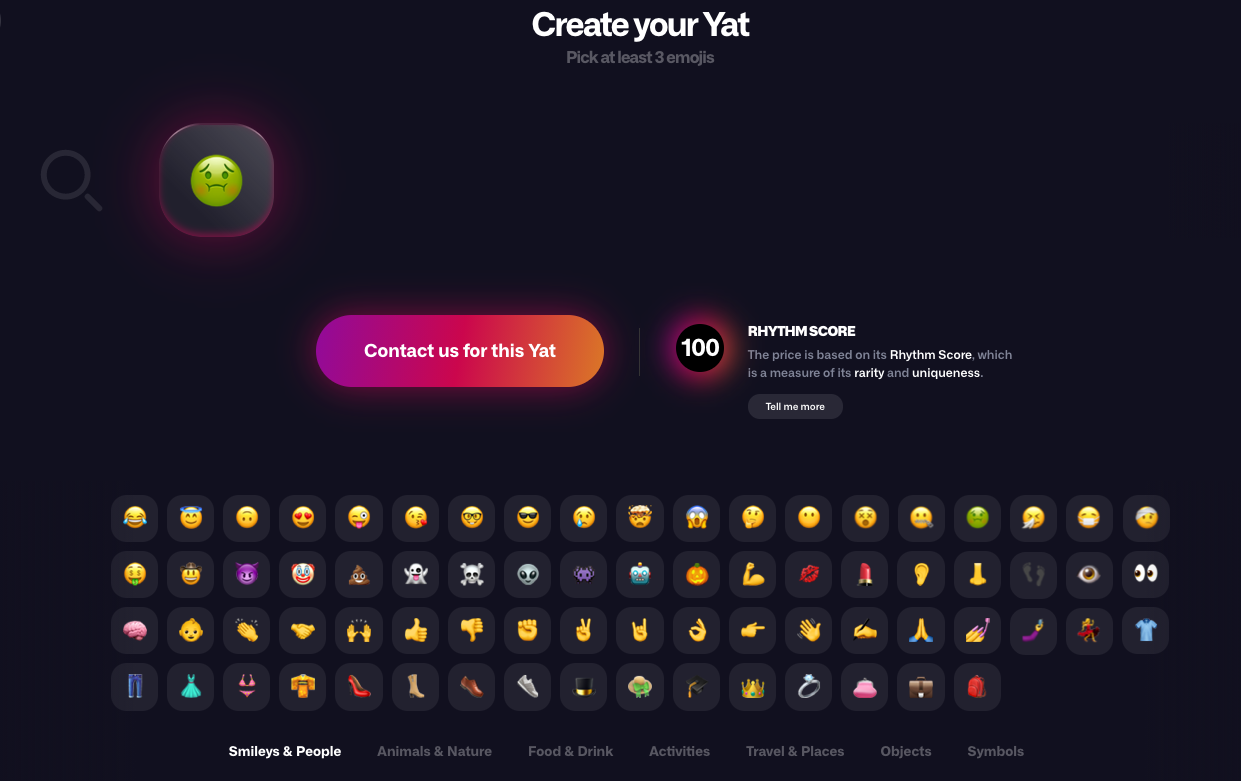 Create your Yat
Pick at least 3 emojis
Contact us for this Yat
100
RHYTHM SCORE
The price is based on its Rhythm Score, which
is a measure of its rarity and uniqueness.
Tell me more
Smileys & People Animals & Nature Food & Drink Activities Travel & Places Objects Symbols